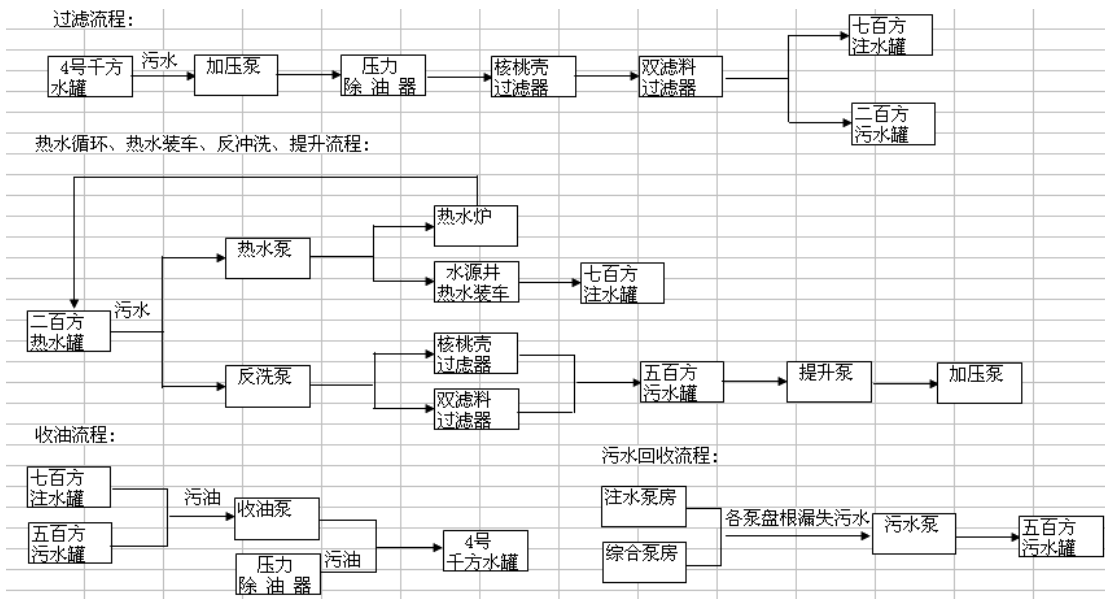 过滤流程:
4号千方
水罐
污水
加压泵
压力
除 油 器
核桃壳
过滤器
双滤料
过滤器
七百方
注水罐
二百方
污水罐
热水循环、热水装车、反冲洗、提升流程:
二百方
热水罐
污水
热水泵
热水炉
水源井
热水装车
七百方
注水罐
反洗泵
核桃壳
过虑器
双滤料
过滤器
五百方
污水罐
提升泵
加压泵
收油流程:
七百方
注水罐
五百方
污水罐
污油
收油泵
压力
除 油 器
污油
4号
千方水罐
污水回收流程:
注水泵房
综合泵房
各泵盘根漏失污水
污水泵
五百方
污水罐